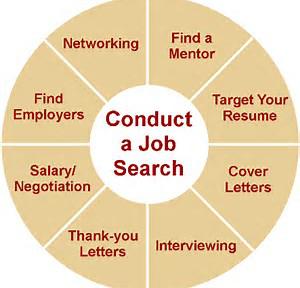 Conduct
a Job
Search
Find a
Mentor
Target Your
Resume
Cover
Letters
Interviewing
Thank-you
Letters
Salary/
Negotiation
Find
Employers
Networking